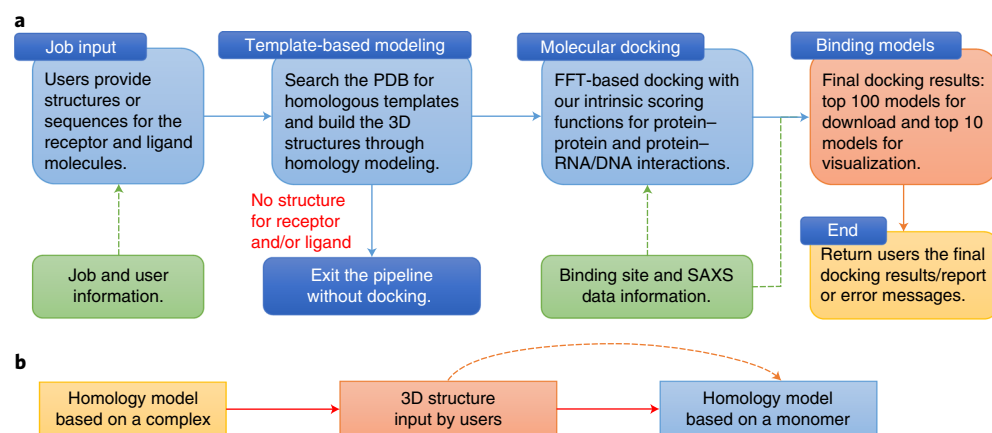 a
Job input
Users provide
structures or
sequences for the
receptor and ligand
molecules.
Template-based modeling
Search the PDB for
homologous templates
and build the 3D
structures through
homology modeling.
Molecular docking
FFT-based docking with
our intrinsic scoring
functions for protein–
protein and protein–
RNA/DNA interactions.
Binding models
Final docking results:
top 100 models for
download and top 10
models for
visualization.
No structure
for receptor
and/or ligand
Job and user
information.
Exit the pipeline
without docking.
Binding site and SAXS
data information.
End
Return users the final
docking results/report
or error messages.
b
Homology model
based on a complex
3D structure
input by users
Homology model
based on a monomer